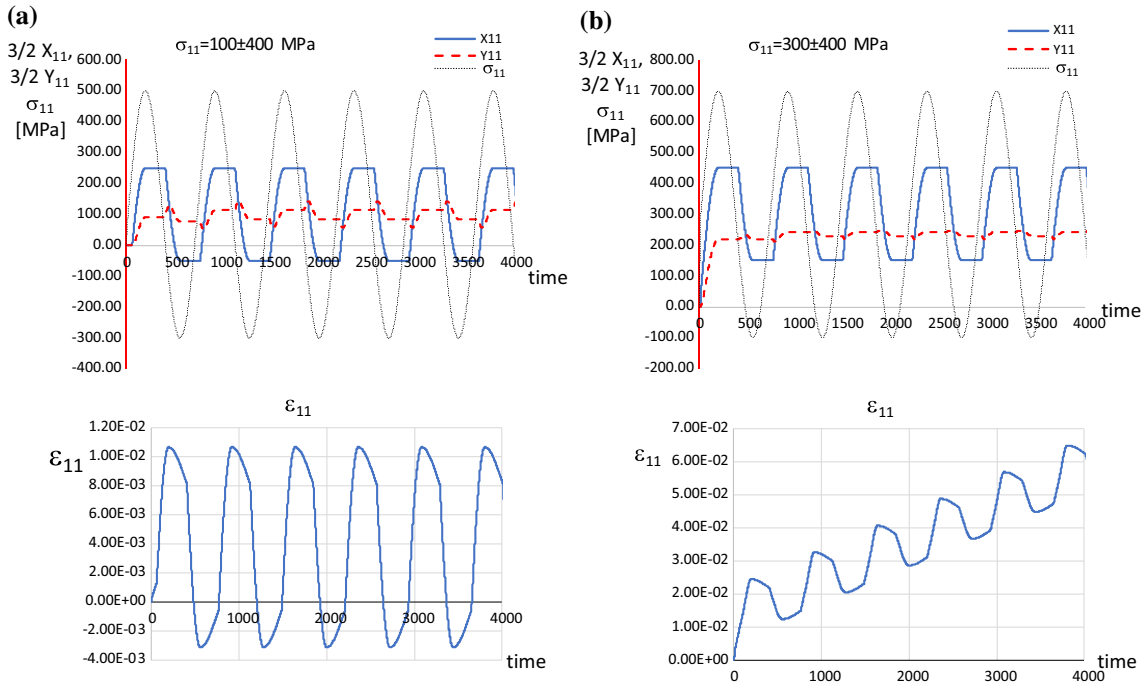 (a)
σ11=100±400 MPa
X11
Y11
σ11
3/2 X11,
3/2 Y11
σ11
[MPa]
600.00
500.00
400.00
300.00
200.00
100.00
0.00
-100.00
-200.00
-300.00
-400.00
0
500
1000
1500
2000
2500
3000
3500
4000
time
(b)
σ11=300±400 MPa
X11
Y11
σ11
3/2 X11,
3/2 Y11
σ11
[MPa]
800.00
700.00
600.00
500.00
400.00
300.00
200.00
100.00
0.00
-100.00
-200.00
0
500
1000
1500
2000
2500
3000
3500
4000
time
ε11
ε11
1.20E-02
1.00E-02
8.00E-03
6.00E-03
4.00E-03
2.00E-03
0.00E+00
-2.00E-03
-4.00E-03
0
1000
2000
3000
4000
time
ε11
ε11
7.00E-02
6.00E-02
5.00E-02
4.00E-02
3.00E-02
2.00E-02
1.00E-02
0.00E+00
0
1000
2000
3000
4000
time